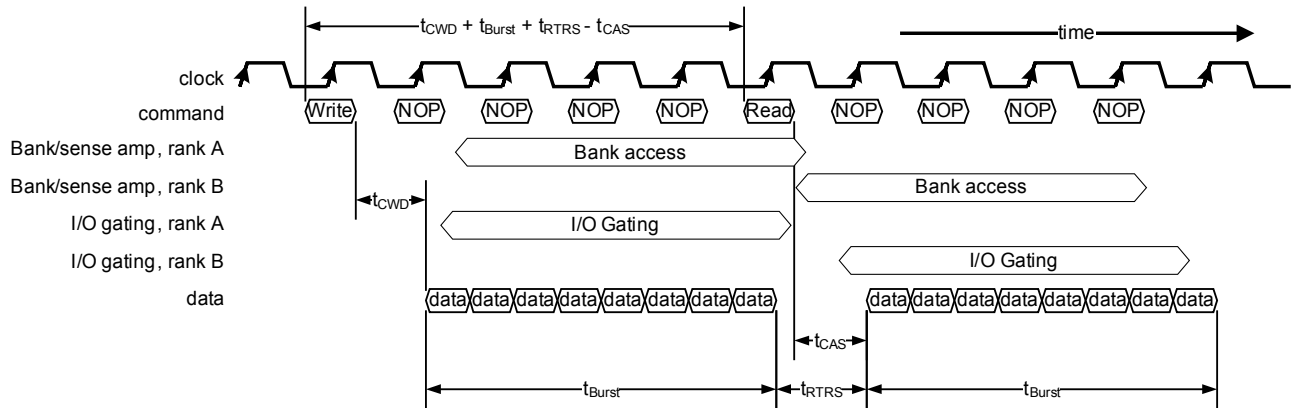 tCWD + tBurst + tRTRS - tCAS
time
clock
command Write NOP NOP NOP NOP Read NOP NOP NOP NOP
Bank/sense amp, rank A Bank access
Bank/sense amp, rank B Bank access
tCWD
I/O gating, rank A I/O Gating
I/O gating, rank B I/O Gating
data data data data data data data data data data data data data data data data data
tCAS
tBurst tRTRS tBurst